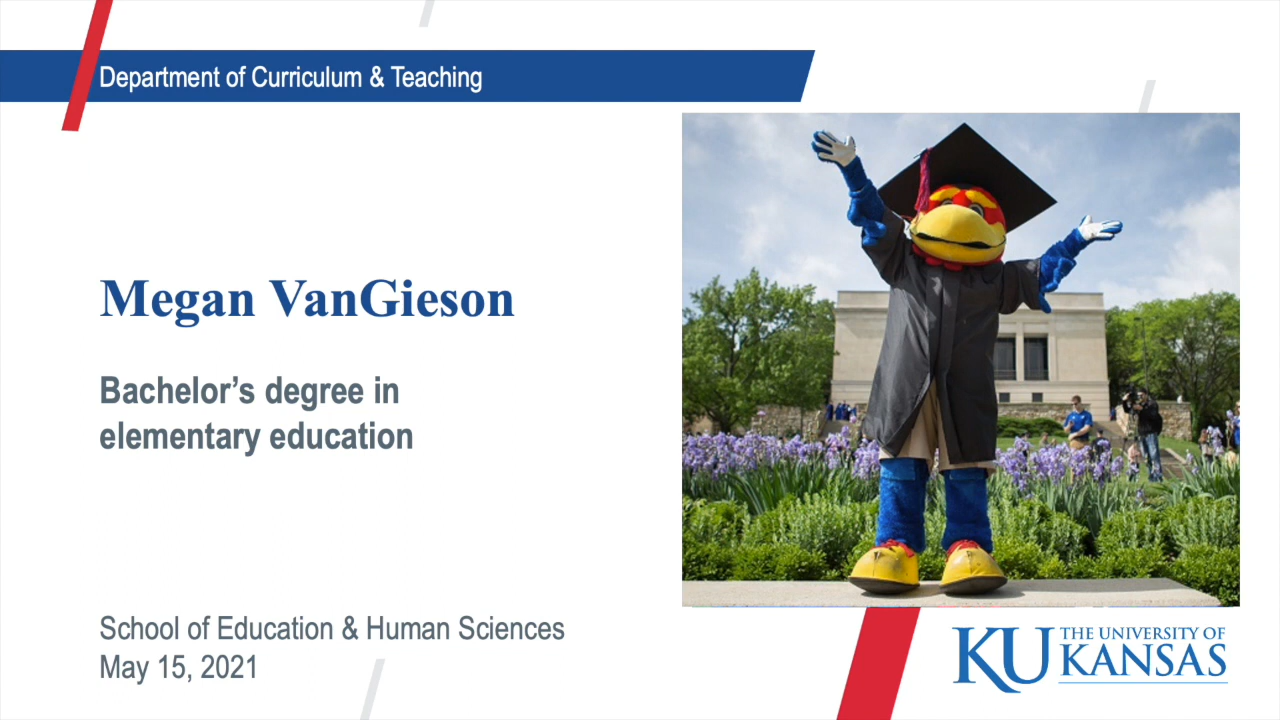 Department of Curriculum & Teaching
Megan VanGieson
Bachelor’s degree in
elementary education
School of Education & Human Sciences
May 15, 2021
KU THE UNIVERSITY OF
KANSAS